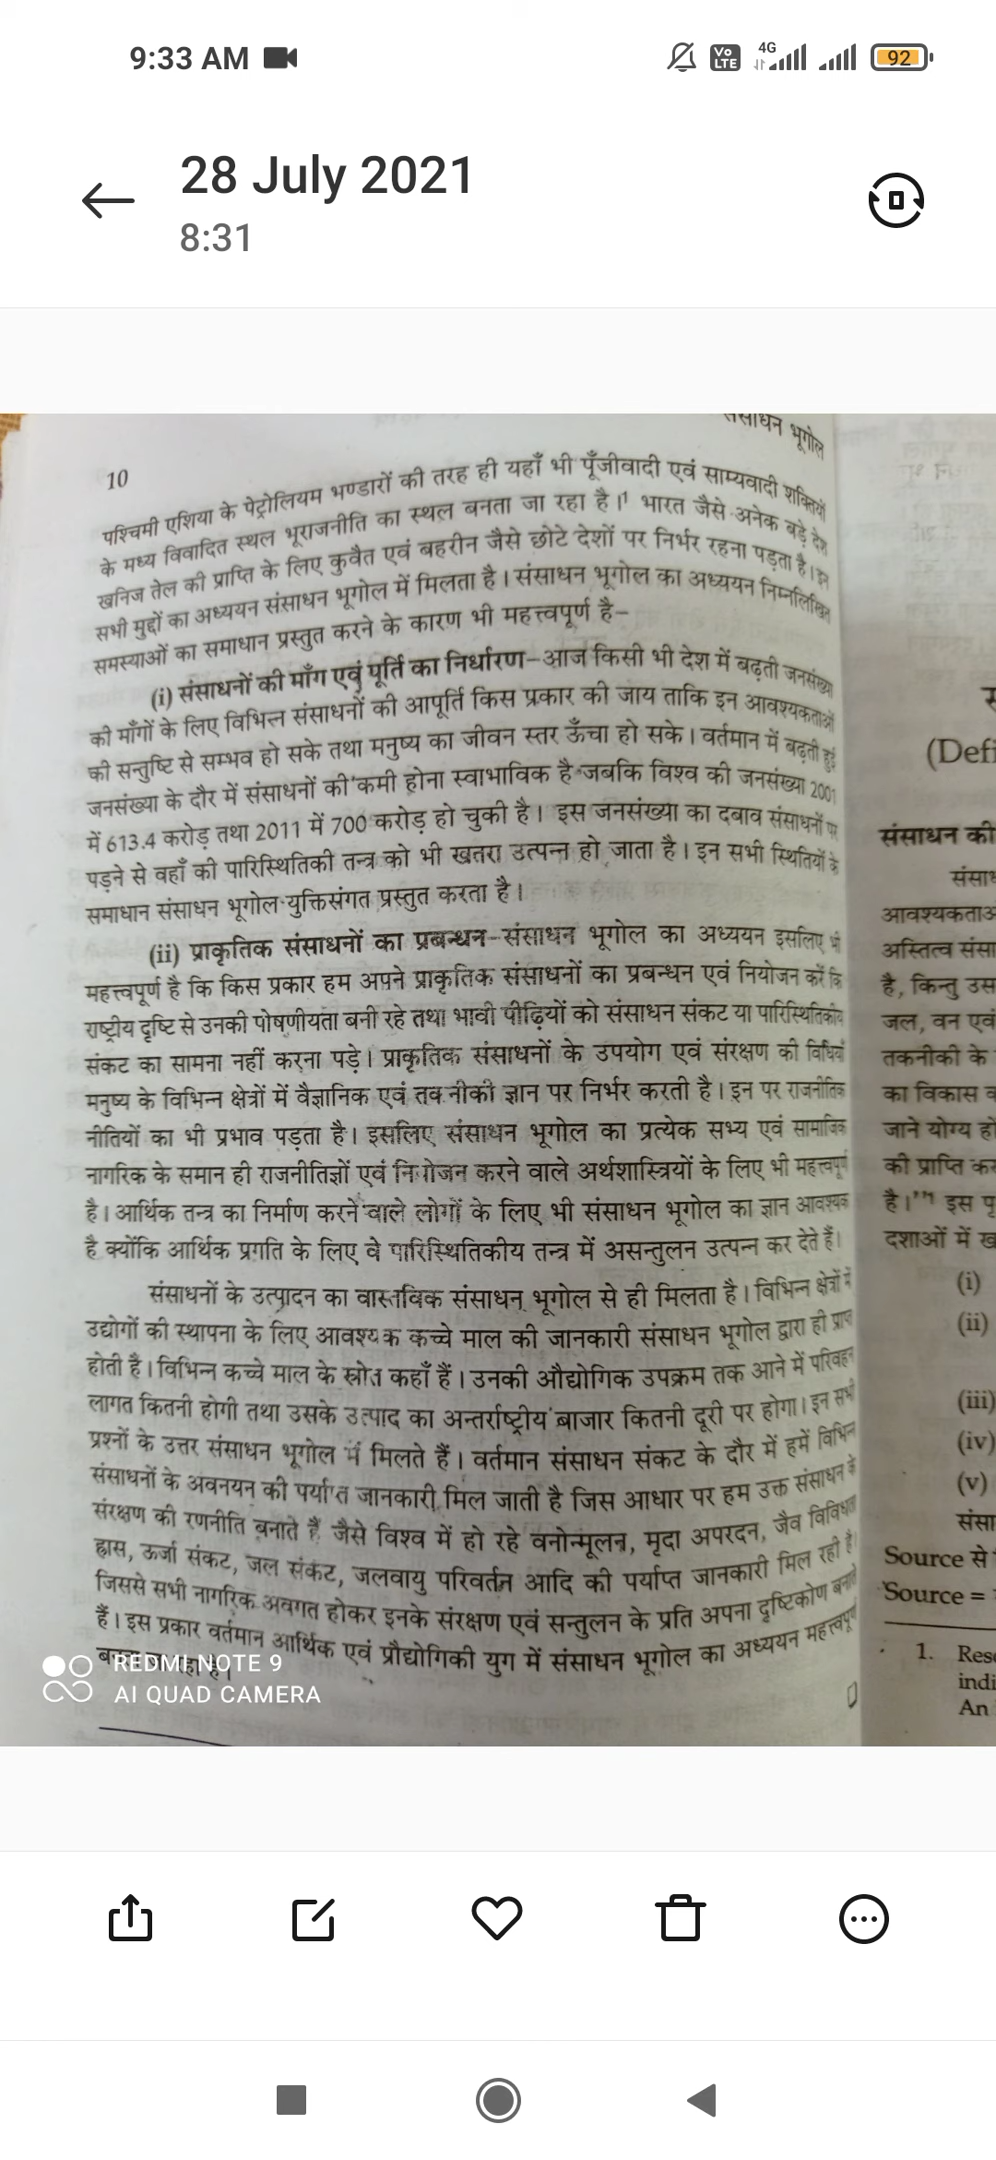 9:33 AM
Vo LTE 4G 92
28 July 2021
8:31
संसाधन भूगोल
10
पश्चिमी एशिया के पेट्रोलियम भण्डारों की तरह ही यहाँ भी पूँजीवादी एवं साम्यवादी शक्तियों
के मध्य विवादित स्थल भूराजनीति का स्थल बनता जा रहा है।¹ भारत जैसे अनेक बड़े देश
खनिज तेल की प्राप्ति के लिए कुवैत एवं बहरीन जैसे छोटे देशों पर निर्भर रहना पड़ता है। इन
सभी मुद्दों का अध्ययन संसाधन भूगोल में मिलता है। संसाधन भूगोल का अध्ययन निम्नलिखित
समस्याओं का समाधान प्रस्तुत करने के कारण भी महत्त्वपूर्ण है–
(i) संसाधनों की माँग एवं पूर्ति का निर्धारण–आज किसी भी देश में बढ़ती जनसंख्या
की माँगों के लिए विभिन्न संसाधनों की आपूर्ति किस प्रकार की जाय ताकि इन आवश्यकताओं
की सन्तुष्टि से सम्भव हो सके तथा मनुष्य का जीवन स्तर ऊँचा हो सके। वर्तमान में बढ़ती हुई
जनसंख्या के दौर में संसाधनों की कमी होना स्वाभाविक है जबकि विश्व की जनसंख्या 2001
में 613.4 करोड़ तथा 2011 में 700 करोड़ हो चुकी है। इस जनसंख्या का दबाव संसाधनों पर
पड़ने से वहाँ की पारिस्थितिकी तन्त्र को भी खतरा उत्पन्न हो जाता है। इन सभी स्थितियों के
समाधान संसाधन भूगोल युक्तिसंगत प्रस्तुत करता है।
(ii) प्राकृतिक संसाधनों का प्रबन्धन–संसाधन भूगोल का अध्ययन इसलिए भी
महत्त्वपूर्ण है कि किस प्रकार हम अपने प्राकृतिक संसाधनों का प्रबन्धन एवं नियोजन करें कि
राष्ट्रीय दृष्टि से उनकी पोषणीयता बनी रहे तथा भावी पीढ़ियों को संसाधन संकट या पारिस्थितिकीय
संकट का सामना नहीं करना पड़े। प्राकृतिक संसाधनों के उपयोग एवं संरक्षण की विधियाँ
मनुष्य के विभिन्न क्षेत्रों में वैज्ञानिक एवं तकनीकी ज्ञान पर निर्भर करती है। इन पर राजनीतिक
नीतियों का भी प्रभाव पड़ता है। इसलिए संसाधन भूगोल का प्रत्येक सभ्य एवं सामाजिक
नागरिक के समान ही राजनीतिज्ञों एवं नियोजन करने वाले अर्थशास्त्रियों के लिए भी महत्त्वपूर्ण
है। आर्थिक तन्त्र का निर्माण करने वाले लोगों के लिए भी संसाधन भूगोल का ज्ञान आवश्यक
है क्योंकि आर्थिक प्रगति के लिए वे पारिस्थितिकीय तन्त्र में असन्तुलन उत्पन्न कर देते हैं।
संसाधनों के उत्पादन का वास्तविक संसाधन भूगोल से ही मिलता है। विभिन्न क्षेत्रों में
उद्योगों की स्थापना के लिए आवश्यक कच्चे माल की जानकारी संसाधन भूगोल द्वारा ही प्राप्त
होती है। विभिन्न कच्चे माल के स्रोत कहाँ हैं। उनकी औद्योगिक उपक्रम तक आने में परिवहन
लागत कितनी होगी तथा उसके उत्पाद का अन्तर्राष्ट्रीय बाजार कितनी दूरी पर होगा। इन सभी
प्रश्नों के उत्तर संसाधन भूगोल में मिलते हैं। वर्तमान संसाधन संकट के दौर में हमें विभिन्न
संसाधनों के अवनयन की पर्याप्त जानकारी मिल जाती है जिस आधार पर हम उक्त संसाधन के
संरक्षण की रणनीति बनाते हैं जैसे विश्व में हो रहे वनोन्मूलन, मृदा अपरदन, जैव विविधता
ह्रास, ऊर्जा संकट, जल संकट, जलवायु परिवर्तन आदि की पर्याप्त जानकारी मिल रही है।
जिससे सभी नागरिक अवगत होकर इनके संरक्षण एवं सन्तुलन के प्रति अपना दृष्टिकोण बनाते
हैं। इस प्रकार वर्तमान आर्थिक एवं प्रौद्योगिकी युग में संसाधन भूगोल का अध्ययन महत्त्वपूर्ण
REDMI NOTE 9
AI QUAD CAMERA
(Defi
संसाधन की
संसाध
आवश्यकताअ
अस्तित्व संसा
है, किन्तु उस
जल, वन एवं
तकनीकी के
का विकास व
जाने योग्य हो
की प्राप्ति कर
है।"¹ इस पृ
दशाओं में ख
(i)
(ii)
(iii)
(iv)
(v)
संसा
Source से
Source =
1. Reso
indi
An